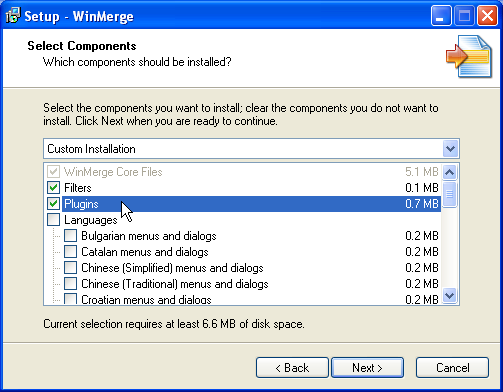 Setup - WinMerge
Select Components
Which components should be installed?
Select the components you want to install; clear the components you do not want to
install. Click Next when you are ready to continue.
Custom Installation
WinMerge Core Files 5.1 MB
Filters 0.1 MB
Plugins 0.7 MB
Languages
Bulgarian menus and dialogs 0.2 MB
Catalan menus and dialogs 0.2 MB
Chinese (Simplified) menus and dialogs 0.2 MB
Chinese (Traditional) menus and dialogs 0.2 MB
Croatian menus and dialogs 0.2 MB
Current selection requires at least 6.6 MB of disk space.
< Back Next > Cancel